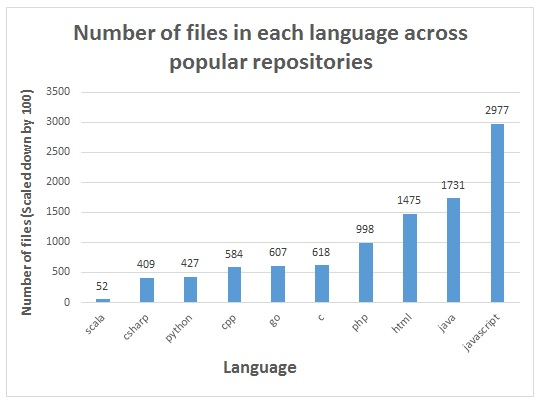 Number of files in each language across
popular repositories
Number of files(Scaled down by 100)
3500
3000
2500
2000
1500
1000
500
0
52
409
427
584
607
618
998
1475
1731
2977
scala
csharp
python
cpp
go
c
php
html
java
javascript
Language